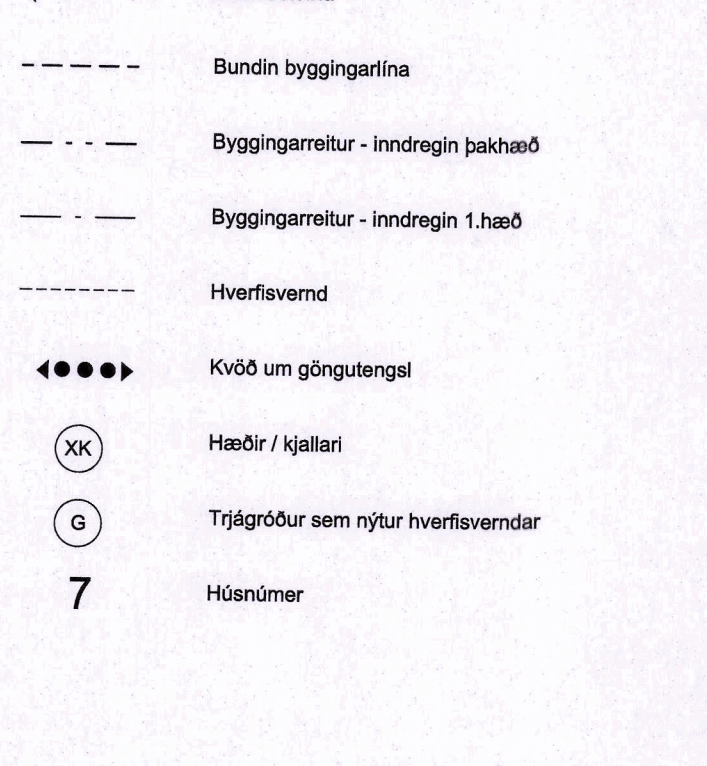 Bundin byggingarlína
Byggingarreitur - inndregin þakhæð
Byggingarreitur - inndregin 1.hæð
Hverfisvernd
Kvöð um göngutengsl
XK Hæðir / kjallari
G Trjágróður sem nýtur hverfisverndar
7 Húsnúmer